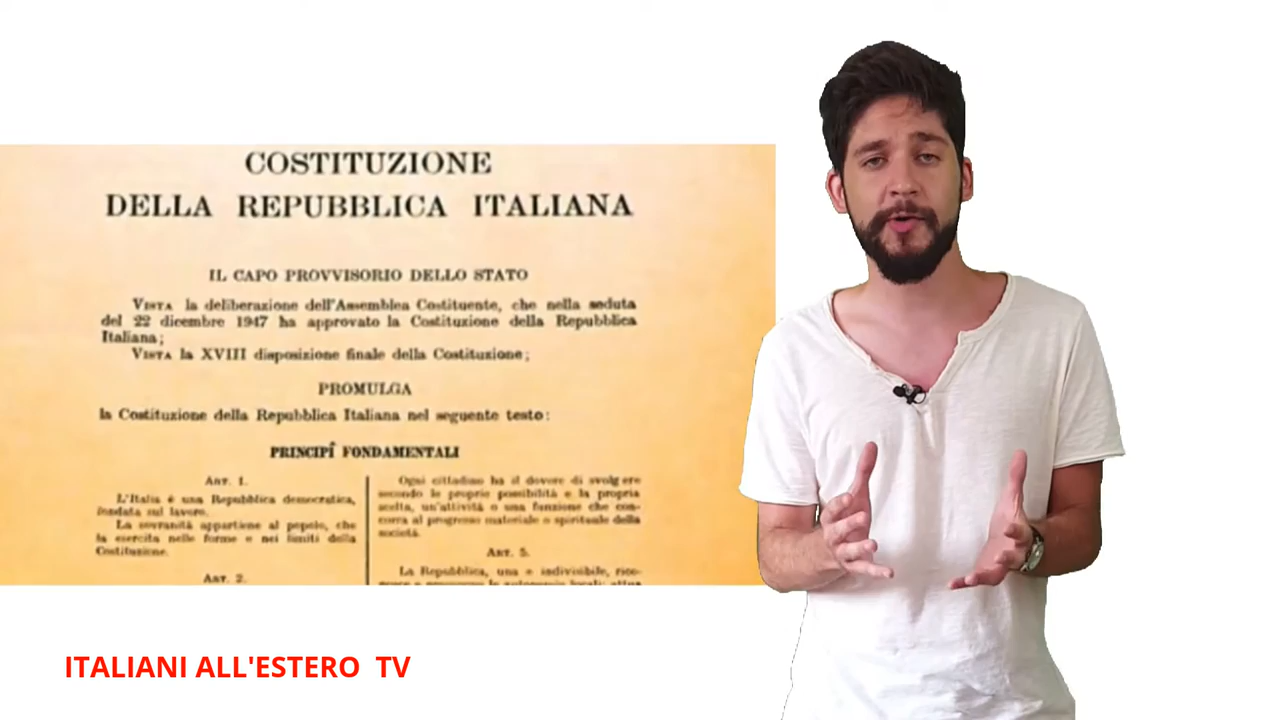 COSTITUZIONE
DELLA REPUBBLICA ITALIANA
IL CAPO PROVVISORIO DELLO STATO
VISTA la deliberazione dell'Assemblea Costituente, che nella seduta
del 22 dicembre 1947 ha approvato la Costituzione della Repubblica
Italiana;
VISTA la XVIII disposizione finale della Costituzione;
PROMULGA
la Costituzione della Repubblica Italiana nel seguente testo:
PRINCIPÎ FONDAMENTALI
ART. 1.
L'Italia è una Repubblica democratica,
fondata sul lavoro.
La sovranità appartiene al popolo, che
la esercita nelle forme e nei limiti della
Costituzione.
ART. 2.
Ogni cittadino ha il dovere di svolgere
secondo le proprie possibilità e la propria
scelta, un'attività o una funzione che con-
corra al progresso materiale o spirituale della
società.
ART. 5.
La Repubblica, una e indivisibile, rico-
ITALIANI ALL'ESTERO TV